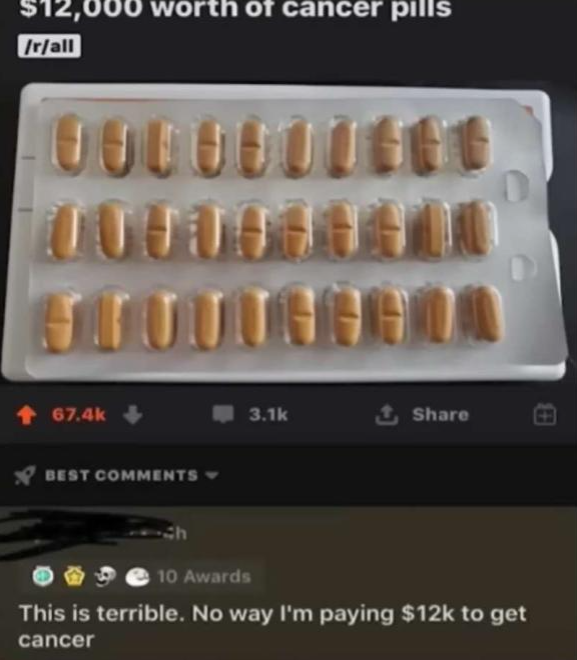 $12,000 worth of cancer pills
/r/all
67.4k
3.1k
Share
BEST COMMENTS
10 Awards
This is terrible. No way I'm paying $12k to get
cancer